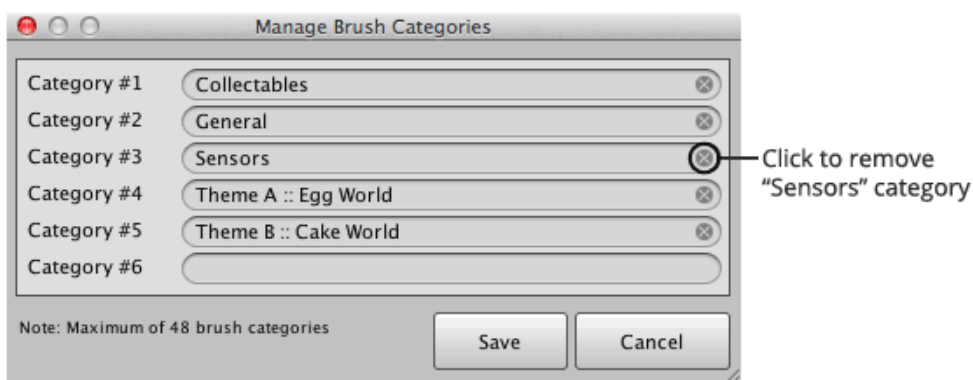 Manage Brush Categories
Category #1 Collectables
Category #2 General
Category #3 Sensors
Category #4 Theme A :: Egg World
Category #5 Theme B :: Cake World
Category #6
Click to remove
“Sensors” category
Note: Maximum of 48 brush categories
Save Cancel